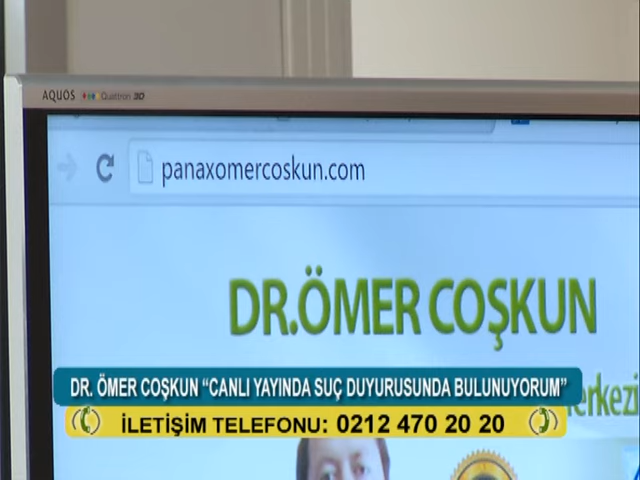 AQUOS Quattron 3D
panaxomercoskun.com
DR.ÖMER COŞKUN
DR. ÖMER COŞKUN “CANLI YAYINDA SUÇ DUYURUSUNDA BULUNUYORUM”
İLETİŞİM TELEFONU: 0212 470 20 20